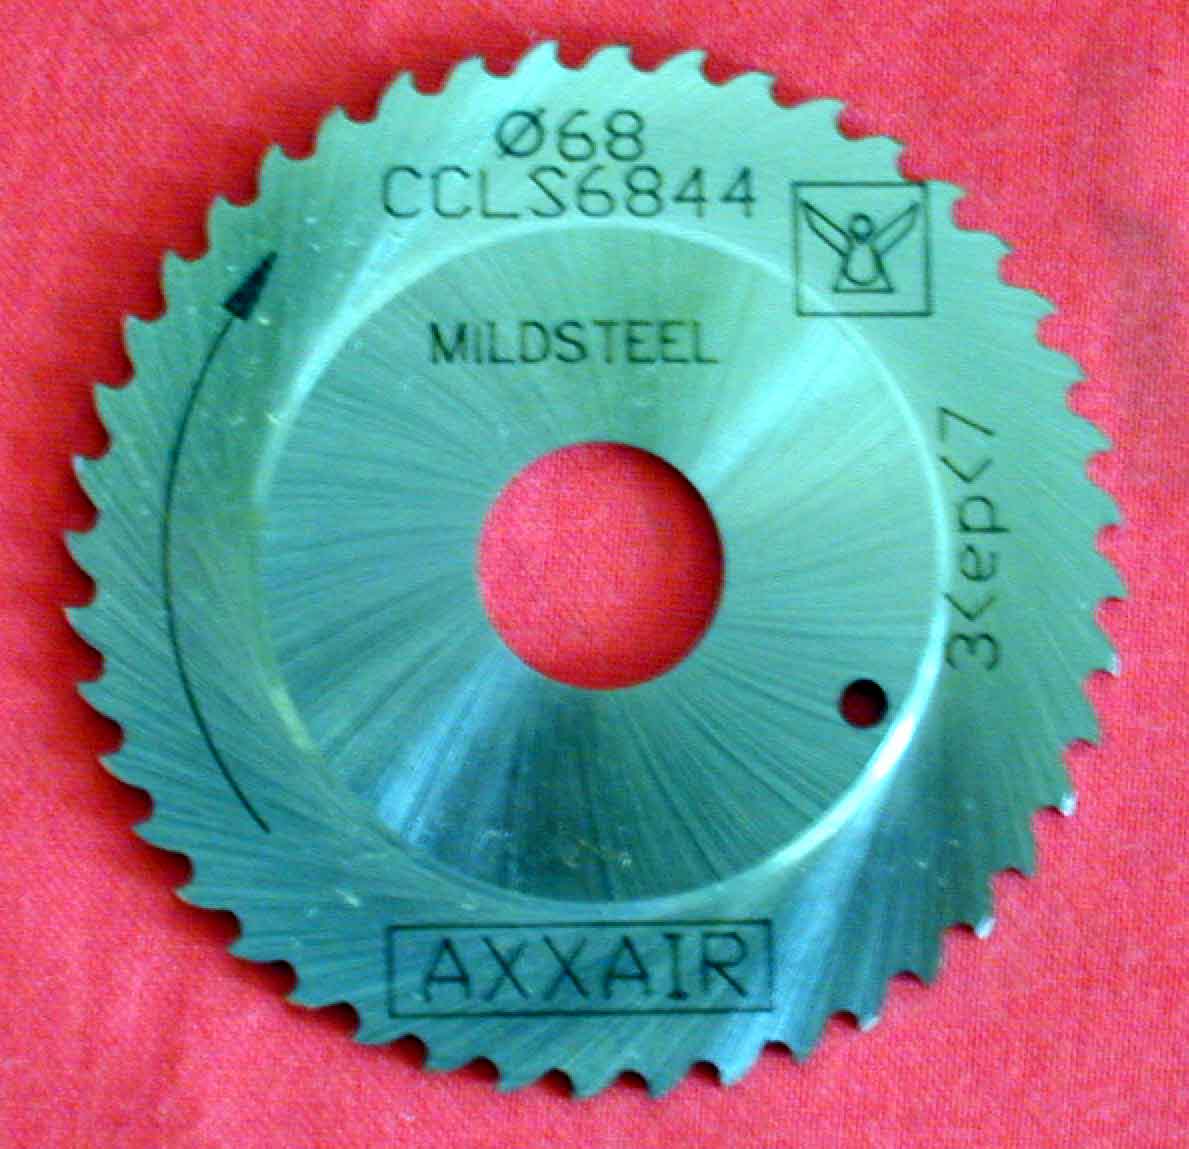 Ø68
CCLS6844
MILDSTEEL
3<ep<7
AXXAIR